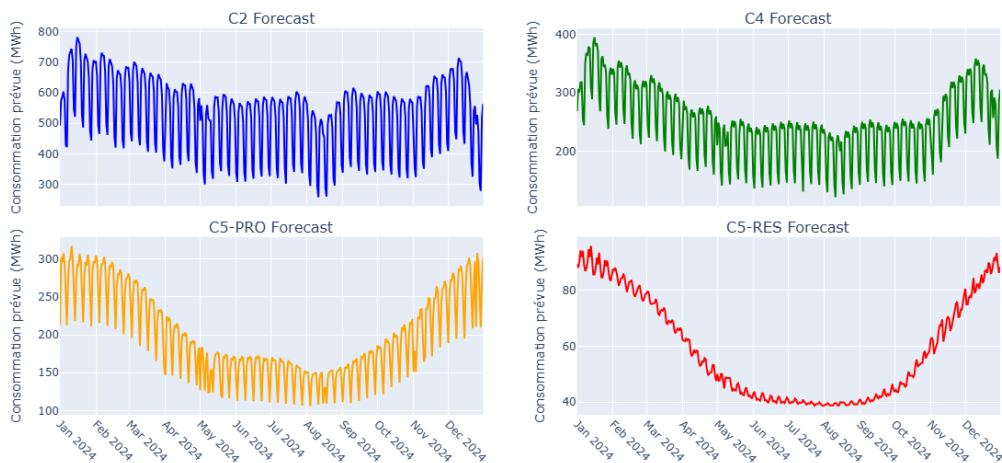 C2 Forecast
C4 Forecast
Consommation prévue (MWh)
800
700
600
500
400
300
Consommation prévue (MWh)
400
300
200
C5-PRO Forecast
C5-RES Forecast
Consommation prévue (MWh)
300
250
200
150
100
Consommation prévue (MWh)
80
60
40
Jan 2024
Feb 2024
Mar 2024
Apr 2024
May 2024
Jun 2024
Jul 2024
Aug 2024
Sep 2024
Oct 2024
Nov 2024
Dec 2024
Jan 2024
Feb 2024
Mar 2024
Apr 2024
May 2024
Jun 2024
Jul 2024
Aug 2024
Sep 2024
Oct 2024
Nov 2024
Dec 2024